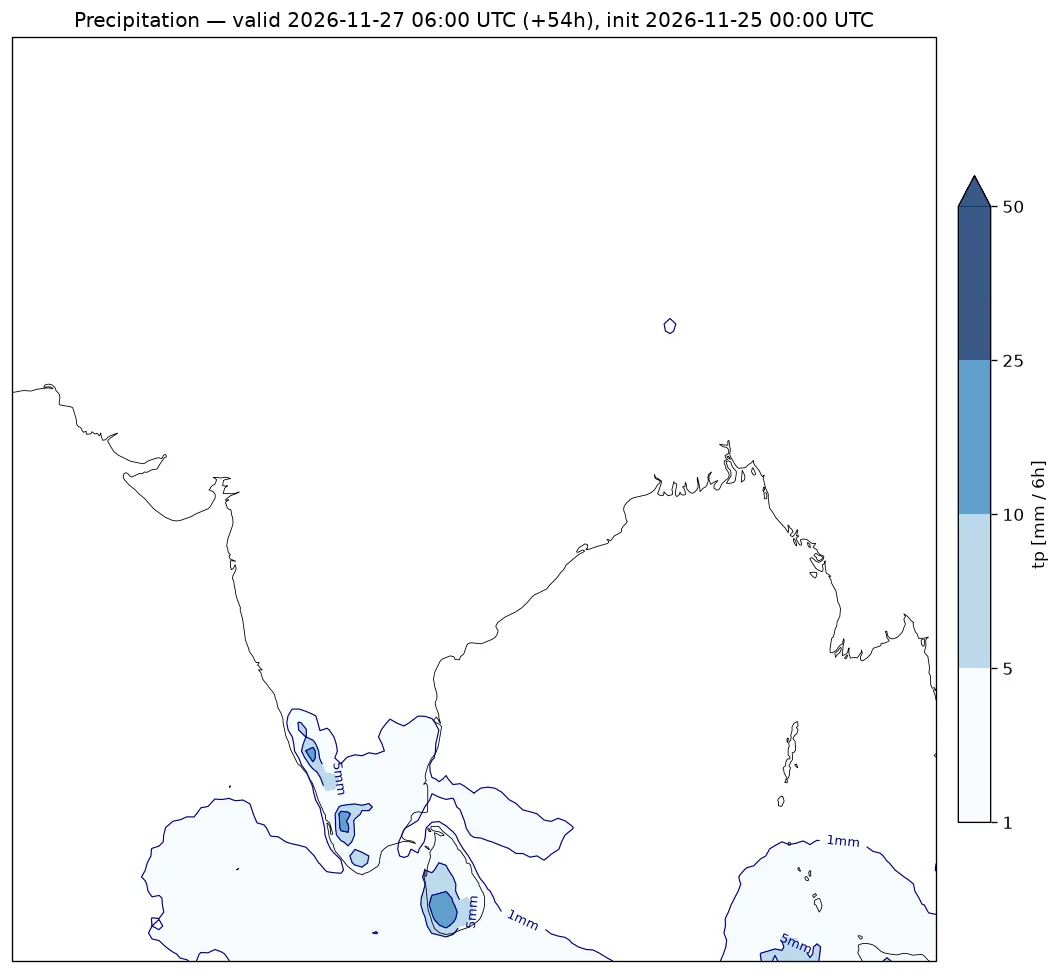 Precipitation — valid 2026-11-27 06:00 UTC (+54h), init 2026-11-25 00:00 UTC
50
25
10
5
1
tp [mm / 6h]
5mm
1mm
5mm
1mm
5mm